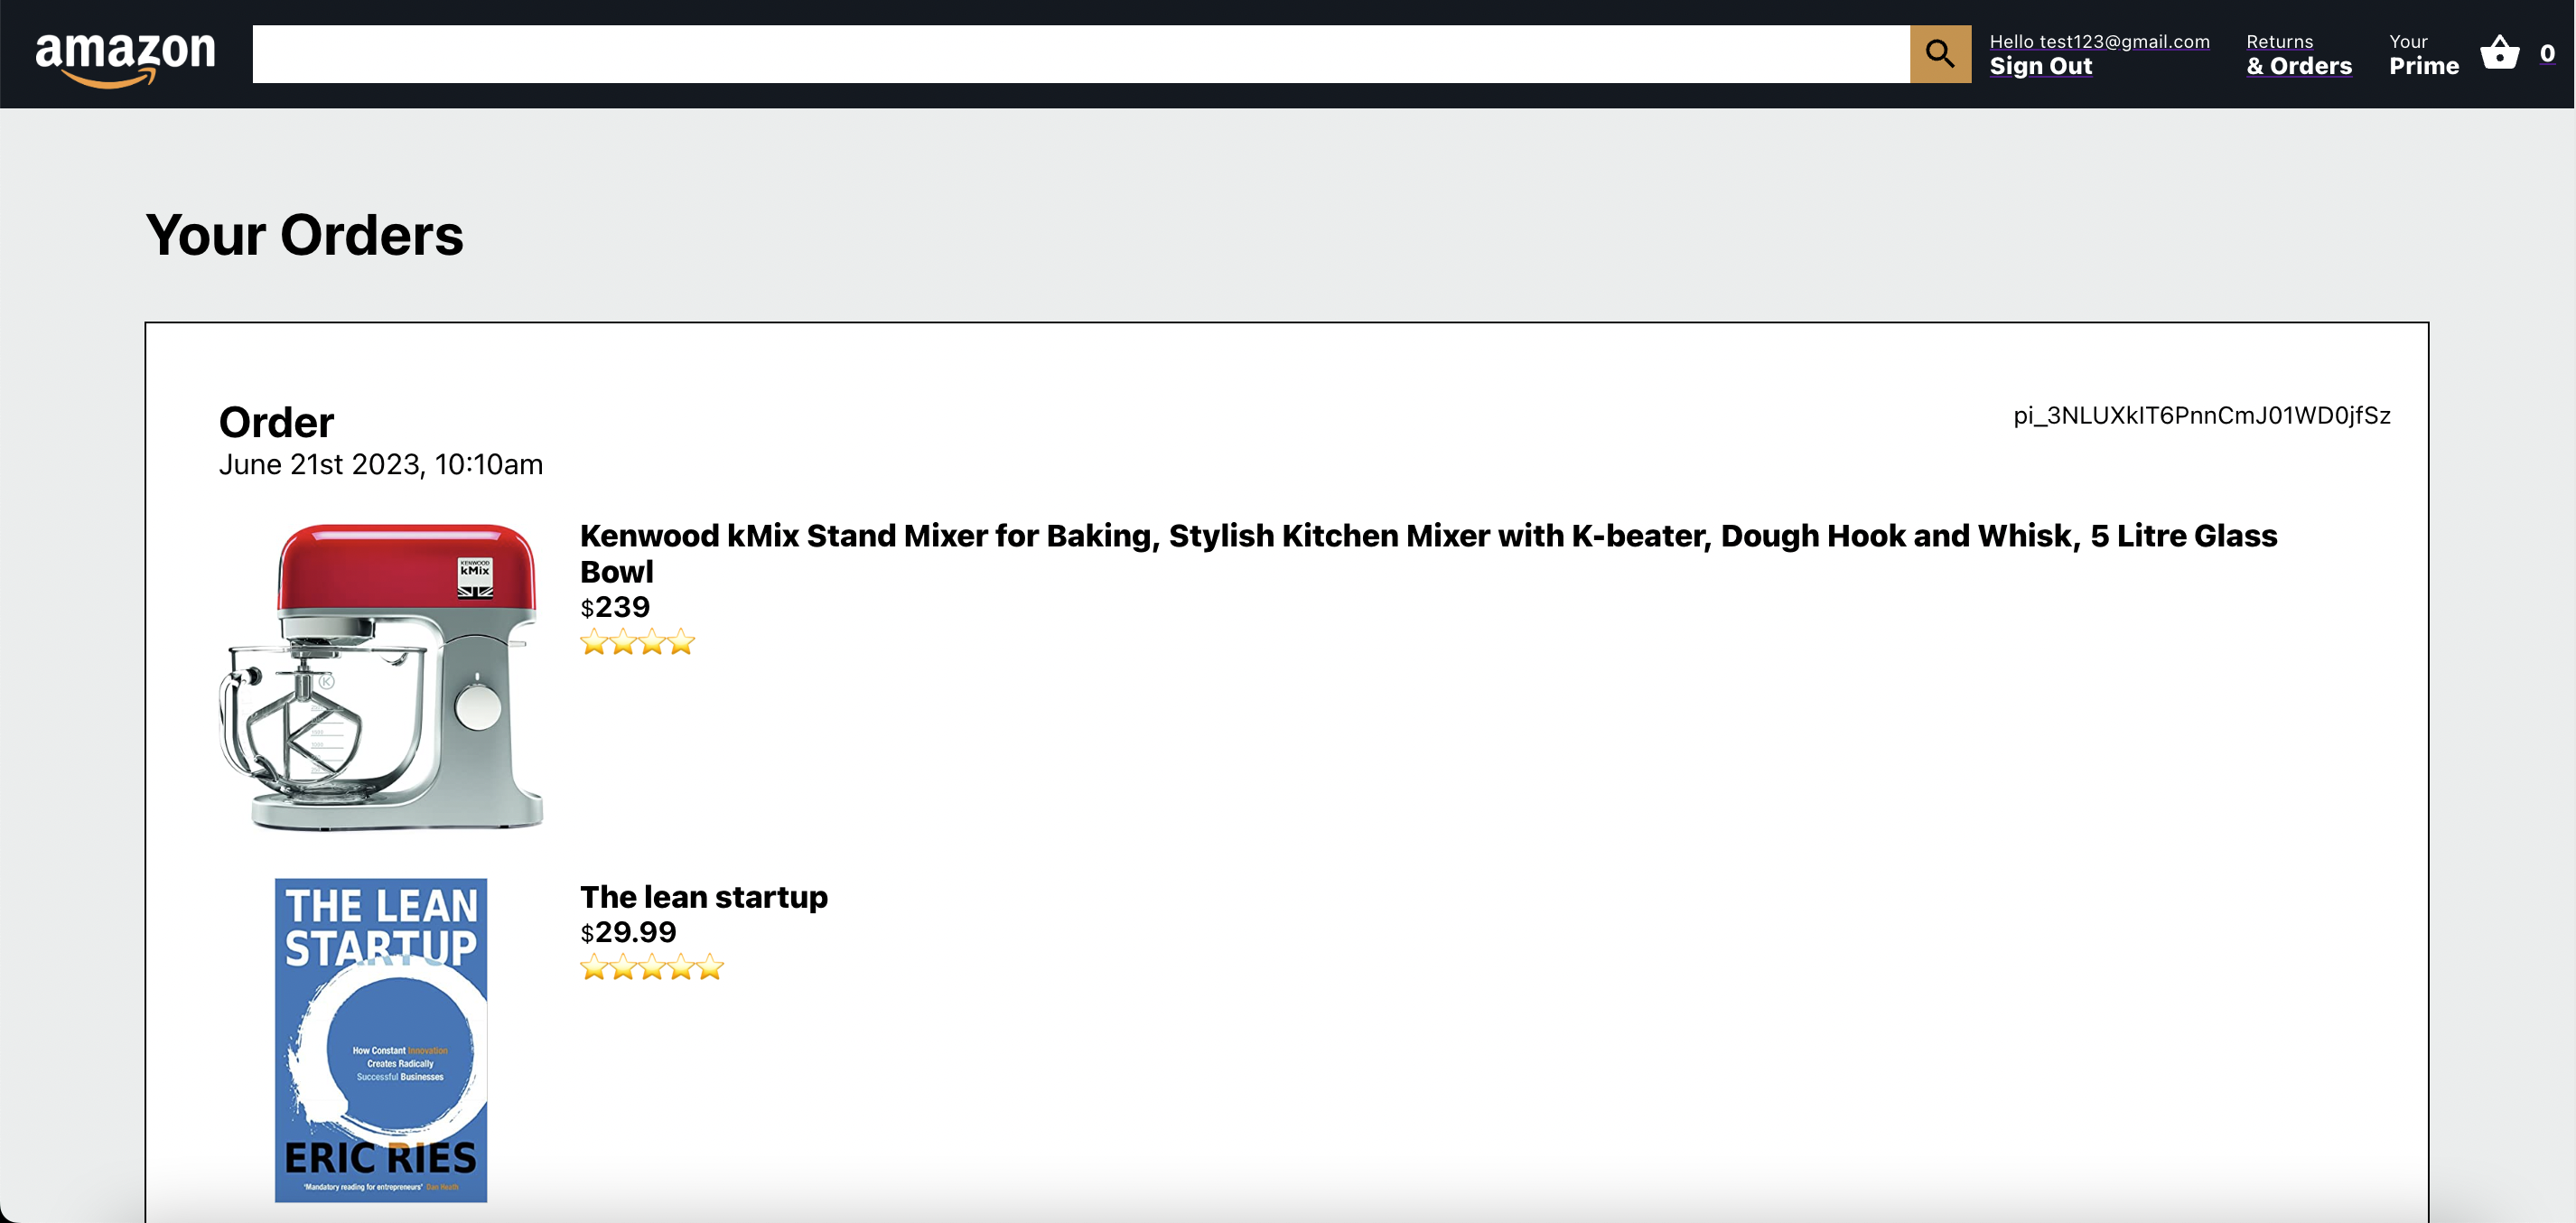 amazon
Hello test123@gmail.com
Sign Out
Returns
& Orders
Your
Prime
0
Your Orders
Order
pi_3NLUXkIT6PnnCmJ01WD0jfSz
June 21st 2023, 10:10am
Kenwood kMix Stand Mixer for Baking, Stylish Kitchen Mixer with K-beater, Dough Hook and Whisk, 5 Litre Glass
Bowl
$239
KENWOOD
kMix
K
The lean startup
$29.99
THE LEAN
STARTUP
How Constant Innovation
Creates Radically
Successful Businesses
ERIC RIES
'Mandatory reading for entrepreneurs' Dan Heath